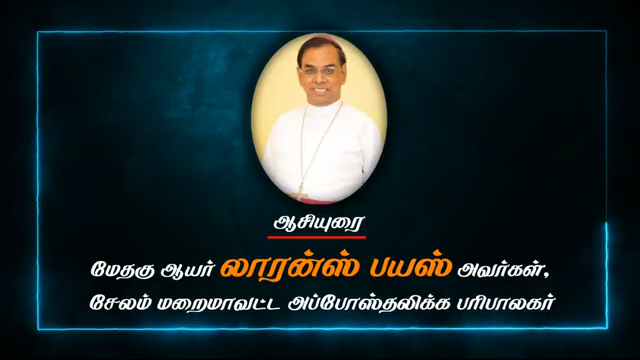 ஆசியுரை
மேதகு ஆயர் லாரன்ஸ் பயஸ் அவர்கள்,
சேலம் மறைமாவட்ட அப்போஸ்தலிக்க பரிபாலகர்